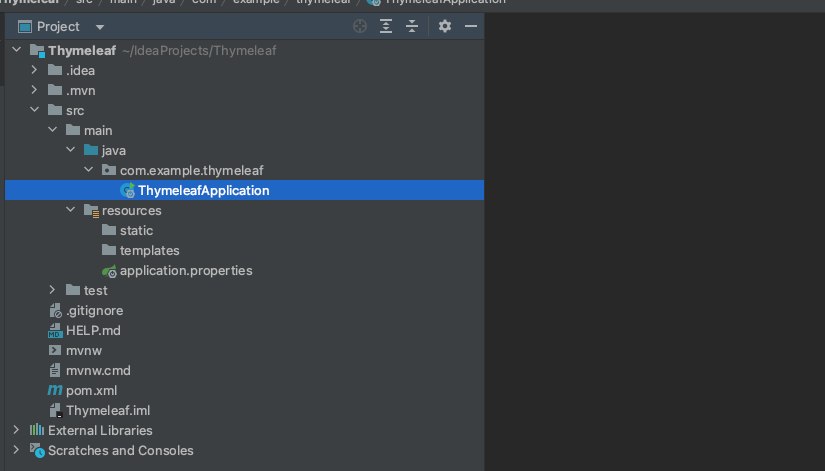 Thymeleaf / src / main / java / com / example / thymeleaf / ThymeleafApplication
Project
Thymeleaf ~/IdeaProjects/Thymeleaf
.idea
.mvn
src
main
java
com.example.thymeleaf
ThymeleafApplication
resources
static
templates
application.properties
test
.gitignore
HELP.md
mvnw
mvnw.cmd
pom.xml
Thymeleaf.iml
External Libraries
Scratches and Consoles